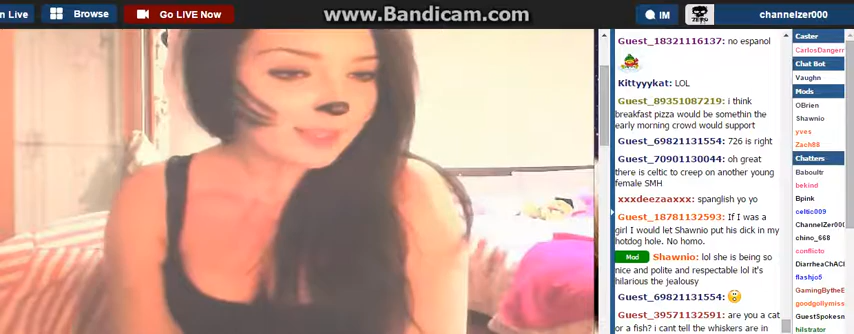 www.Bandicam.com
n Live
Browse
Go LIVE Now
IM
ZERO
channelzer000
Guest_18321116137: no espanol
Kittyyykat: LOL
Guest_89351087219: i think
breakfast pizza would be somethin the
early morning crowd would support
Guest_69821131554: 726 is right
Guest_70901130044: oh great
there is celtic to creep on another young
female SMH
xxxdeezaaxxx: spanglish yo yo
Guest_18781132593: If I was a
girl I would let Shawnio put his dick in my
hotdog hole. No homo.
Mod Shawnio: lol she is being so
nice and polite and respectable lol it's
hilarious the jealousy
Guest_69821131554:
Guest_39571132591: are you a cat
or a fish? i cant tell the whiskers are in
Caster
CarlosDangerr
Chat Bot
Vaughn
Mods
OBrien
Shawnio
yves
Zach88
Chatters
Baboultr
bekind
Bpink
celtic009
ChannelZer000
chino_668
conflicto
DiarrheaChACh
flashjo5
GamingBytheE
goodgollymiss
GuestSpokesn
hilstrator